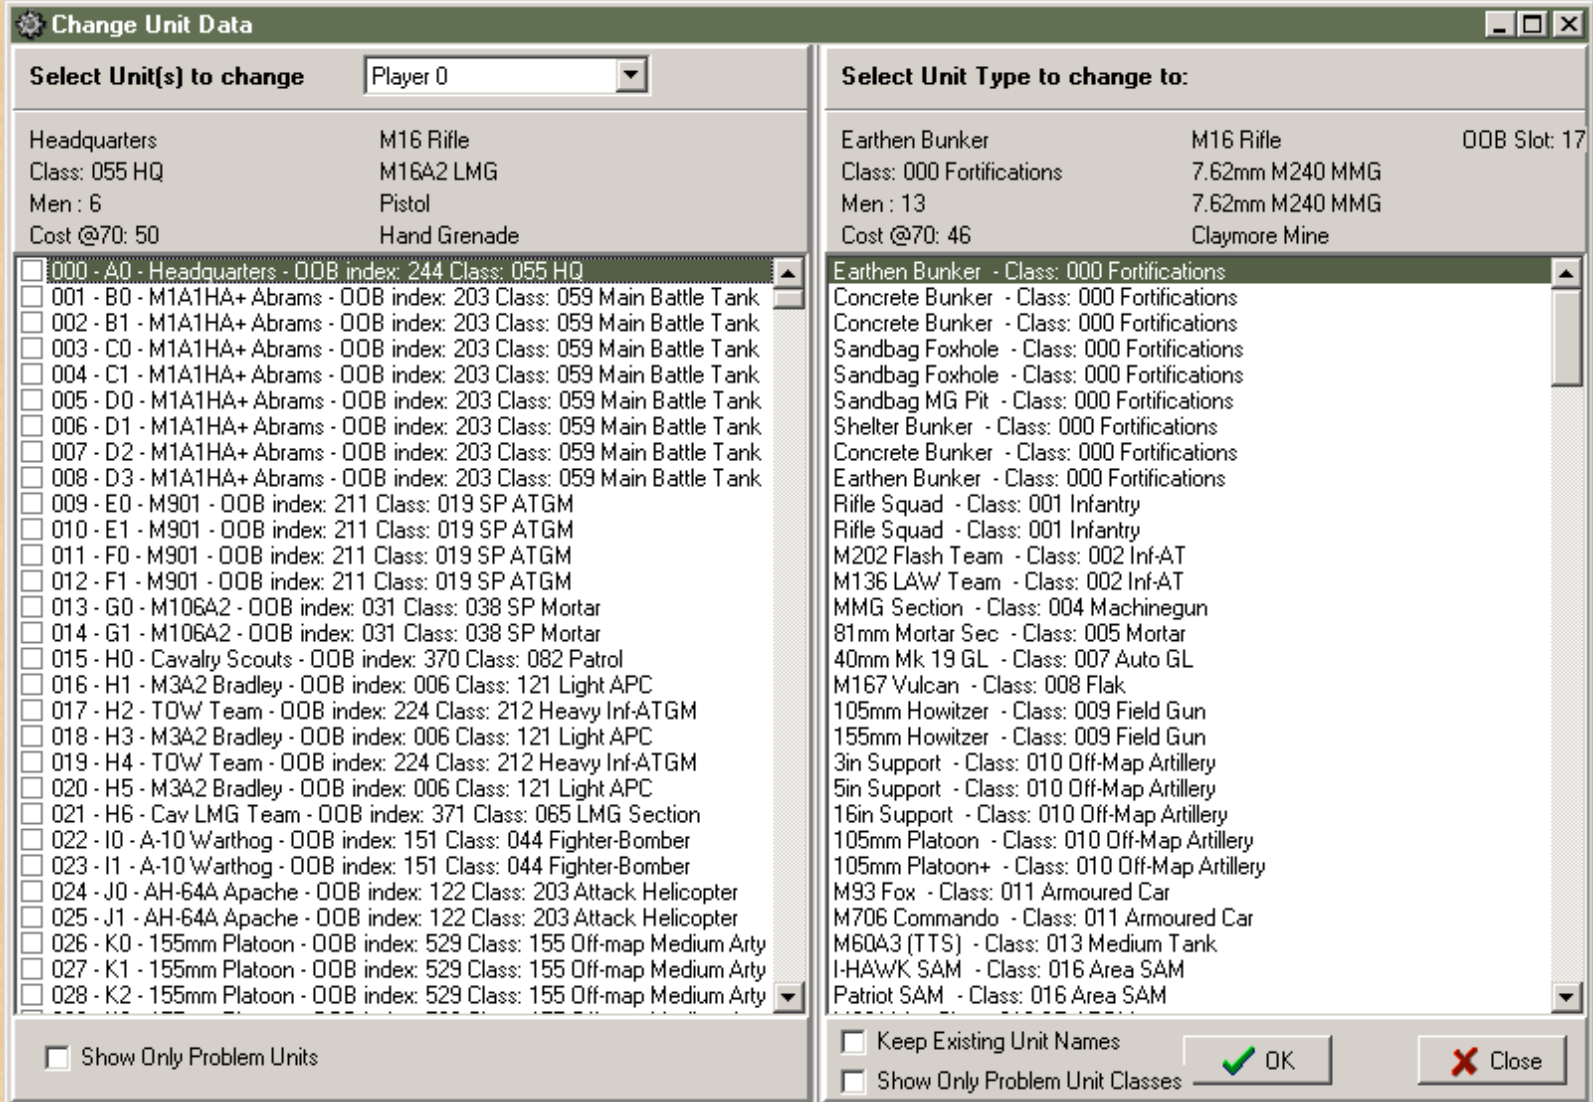 Change Unit Data
Select Unit(s) to change
Player 0
Headquarters M16 Rifle
Class: 055 HQ M16A2 LMG
Men : 6 Pistol
Cost @70: 50 Hand Grenade
000 - A0 - Headquarters - OOB index: 244 Class: 055 HQ
001 - B0 - M1A1HA+ Abrams - OOB index: 203 Class: 059 Main Battle Tank
002 - B1 - M1A1HA+ Abrams - OOB index: 203 Class: 059 Main Battle Tank
003 - C0 - M1A1HA+ Abrams - OOB index: 203 Class: 059 Main Battle Tank
004 - C1 - M1A1HA+ Abrams - OOB index: 203 Class: 059 Main Battle Tank
005 - D0 - M1A1HA+ Abrams - OOB index: 203 Class: 059 Main Battle Tank
006 - D1 - M1A1HA+ Abrams - OOB index: 203 Class: 059 Main Battle Tank
007 - D2 - M1A1HA+ Abrams - OOB index: 203 Class: 059 Main Battle Tank
008 - D3 - M1A1HA+ Abrams - OOB index: 203 Class: 059 Main Battle Tank
009 - E0 - M901 - OOB index: 211 Class: 019 SP ATGM
010 - E1 - M901 - OOB index: 211 Class: 019 SP ATGM
011 - F0 - M901 - OOB index: 211 Class: 019 SP ATGM
012 - F1 - M901 - OOB index: 211 Class: 019 SP ATGM
013 - G0 - M106A2 - OOB index: 031 Class: 038 SP Mortar
014 - G1 - M106A2 - OOB index: 031 Class: 038 SP Mortar
015 - H0 - Cavalry Scouts - OOB index: 370 Class: 082 Patrol
016 - H1 - M3A2 Bradley - OOB index: 006 Class: 121 Light APC
017 - H2 - TOW Team - OOB index: 224 Class: 212 Heavy Inf-ATGM
018 - H3 - M3A2 Bradley - OOB index: 006 Class: 121 Light APC
019 - H4 - TOW Team - OOB index: 224 Class: 212 Heavy Inf-ATGM
020 - H5 - M3A2 Bradley - OOB index: 006 Class: 121 Light APC
021 - H6 - Cav LMG Team - OOB index: 371 Class: 065 LMG Section
022 - I0 - A-10 Warthog - OOB index: 151 Class: 044 Fighter-Bomber
023 - I1 - A-10 Warthog - OOB index: 151 Class: 044 Fighter-Bomber
024 - J0 - AH-64A Apache - OOB index: 122 Class: 203 Attack Helicopter
025 - J1 - AH-64A Apache - OOB index: 122 Class: 203 Attack Helicopter
026 - K0 - 155mm Platoon - OOB index: 529 Class: 155 Off-map Medium Arty
027 - K1 - 155mm Platoon - OOB index: 529 Class: 155 Off-map Medium Arty
028 - K2 - 155mm Platoon - OOB index: 529 Class: 155 Off-map Medium Arty
Show Only Problem Units
Select Unit Type to change to:
Earthen Bunker M16 Rifle OOB Slot: 17
Class: 000 Fortifications 7.62mm M240 MMG
Men : 13 7.62mm M240 MMG
Cost @70: 46 Claymore Mine
Earthen Bunker - Class: 000 Fortifications
Concrete Bunker - Class: 000 Fortifications
Concrete Bunker - Class: 000 Fortifications
Sandbag Foxhole - Class: 000 Fortifications
Sandbag Foxhole - Class: 000 Fortifications
Sandbag MG Pit - Class: 000 Fortifications
Shelter Bunker - Class: 000 Fortifications
Concrete Bunker - Class: 000 Fortifications
Earthen Bunker - Class: 000 Fortifications
Rifle Squad - Class: 001 Infantry
Rifle Squad - Class: 001 Infantry
M202 Flash Team - Class: 002 Inf-AT
M136 LAW Team - Class: 002 Inf-AT
MMG Section - Class: 004 Machinegun
81mm Mortar Sec - Class: 005 Mortar
40mm Mk 19 GL - Class: 007 Auto GL
M167 Vulcan - Class: 008 Flak
105mm Howitzer - Class: 009 Field Gun
155mm Howitzer - Class: 009 Field Gun
3in Support - Class: 010 Off-Map Artillery
5in Support - Class: 010 Off-Map Artillery
16in Support - Class: 010 Off-Map Artillery
105mm Platoon - Class: 010 Off-Map Artillery
105mm Platoon+ - Class: 010 Off-Map Artillery
M93 Fox - Class: 011 Armoured Car
M706 Commando - Class: 011 Armoured Car
M60A3 (TTS) - Class: 013 Medium Tank
I-HAWK SAM - Class: 016 Area SAM
Patriot SAM - Class: 016 Area SAM
Keep Existing Unit Names
Show Only Problem Unit Classes
OK
Close